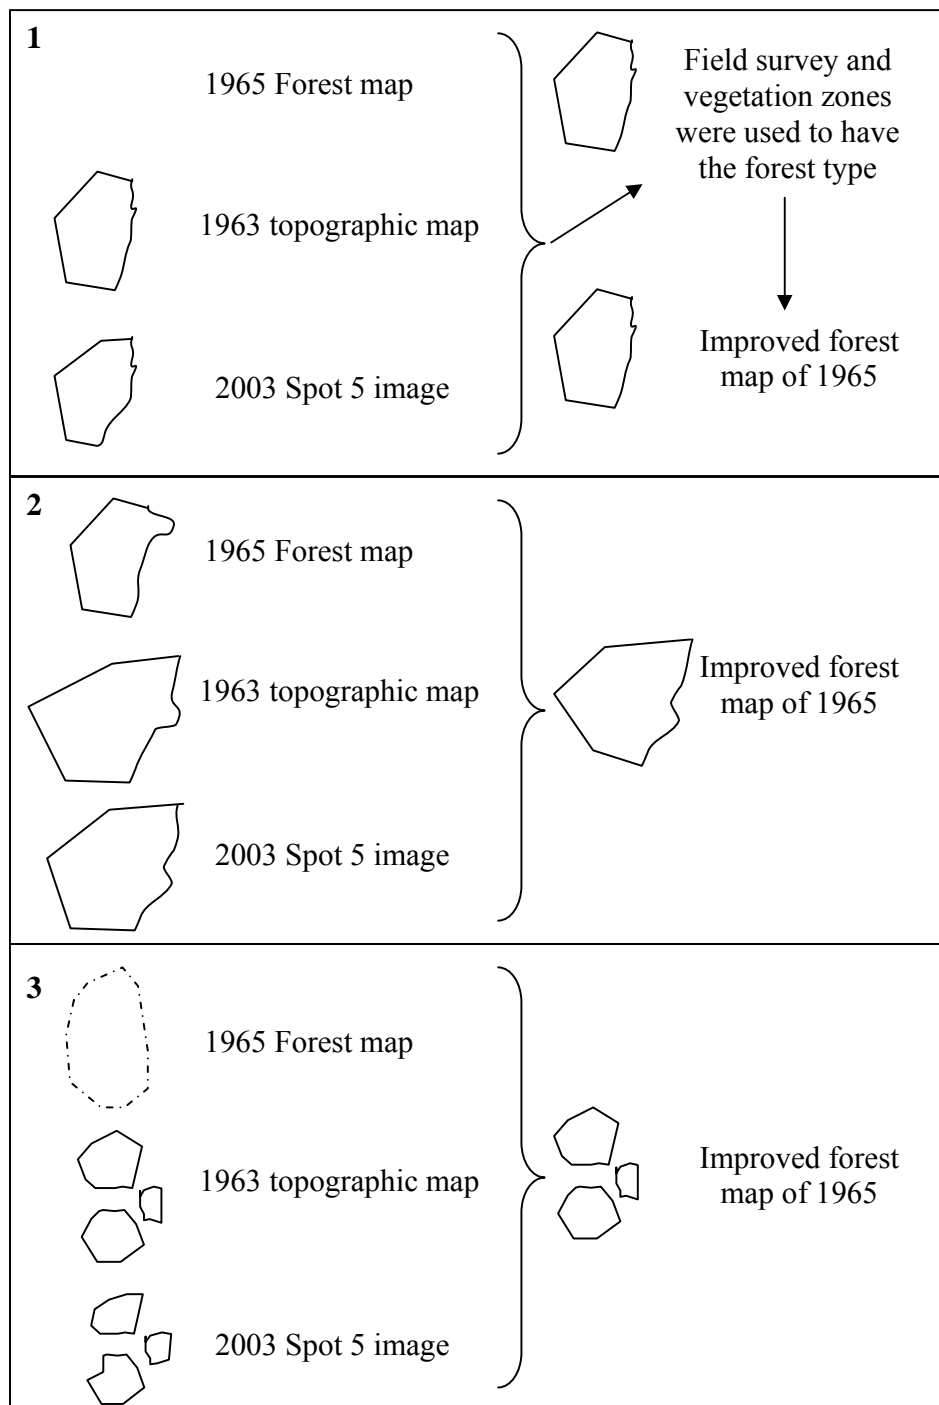 1
1965 Forest map
1963 topographic map
2003 Spot 5 image
Field survey and
vegetation zones
were used to have
the forest type
Improved forest
map of 1965
2
1965 Forest map
1963 topographic map
2003 Spot 5 image
Improved forest
map of 1965
3
1965 Forest map
1963 topographic map
2003 Spot 5 image
Improved forest
map of 1965